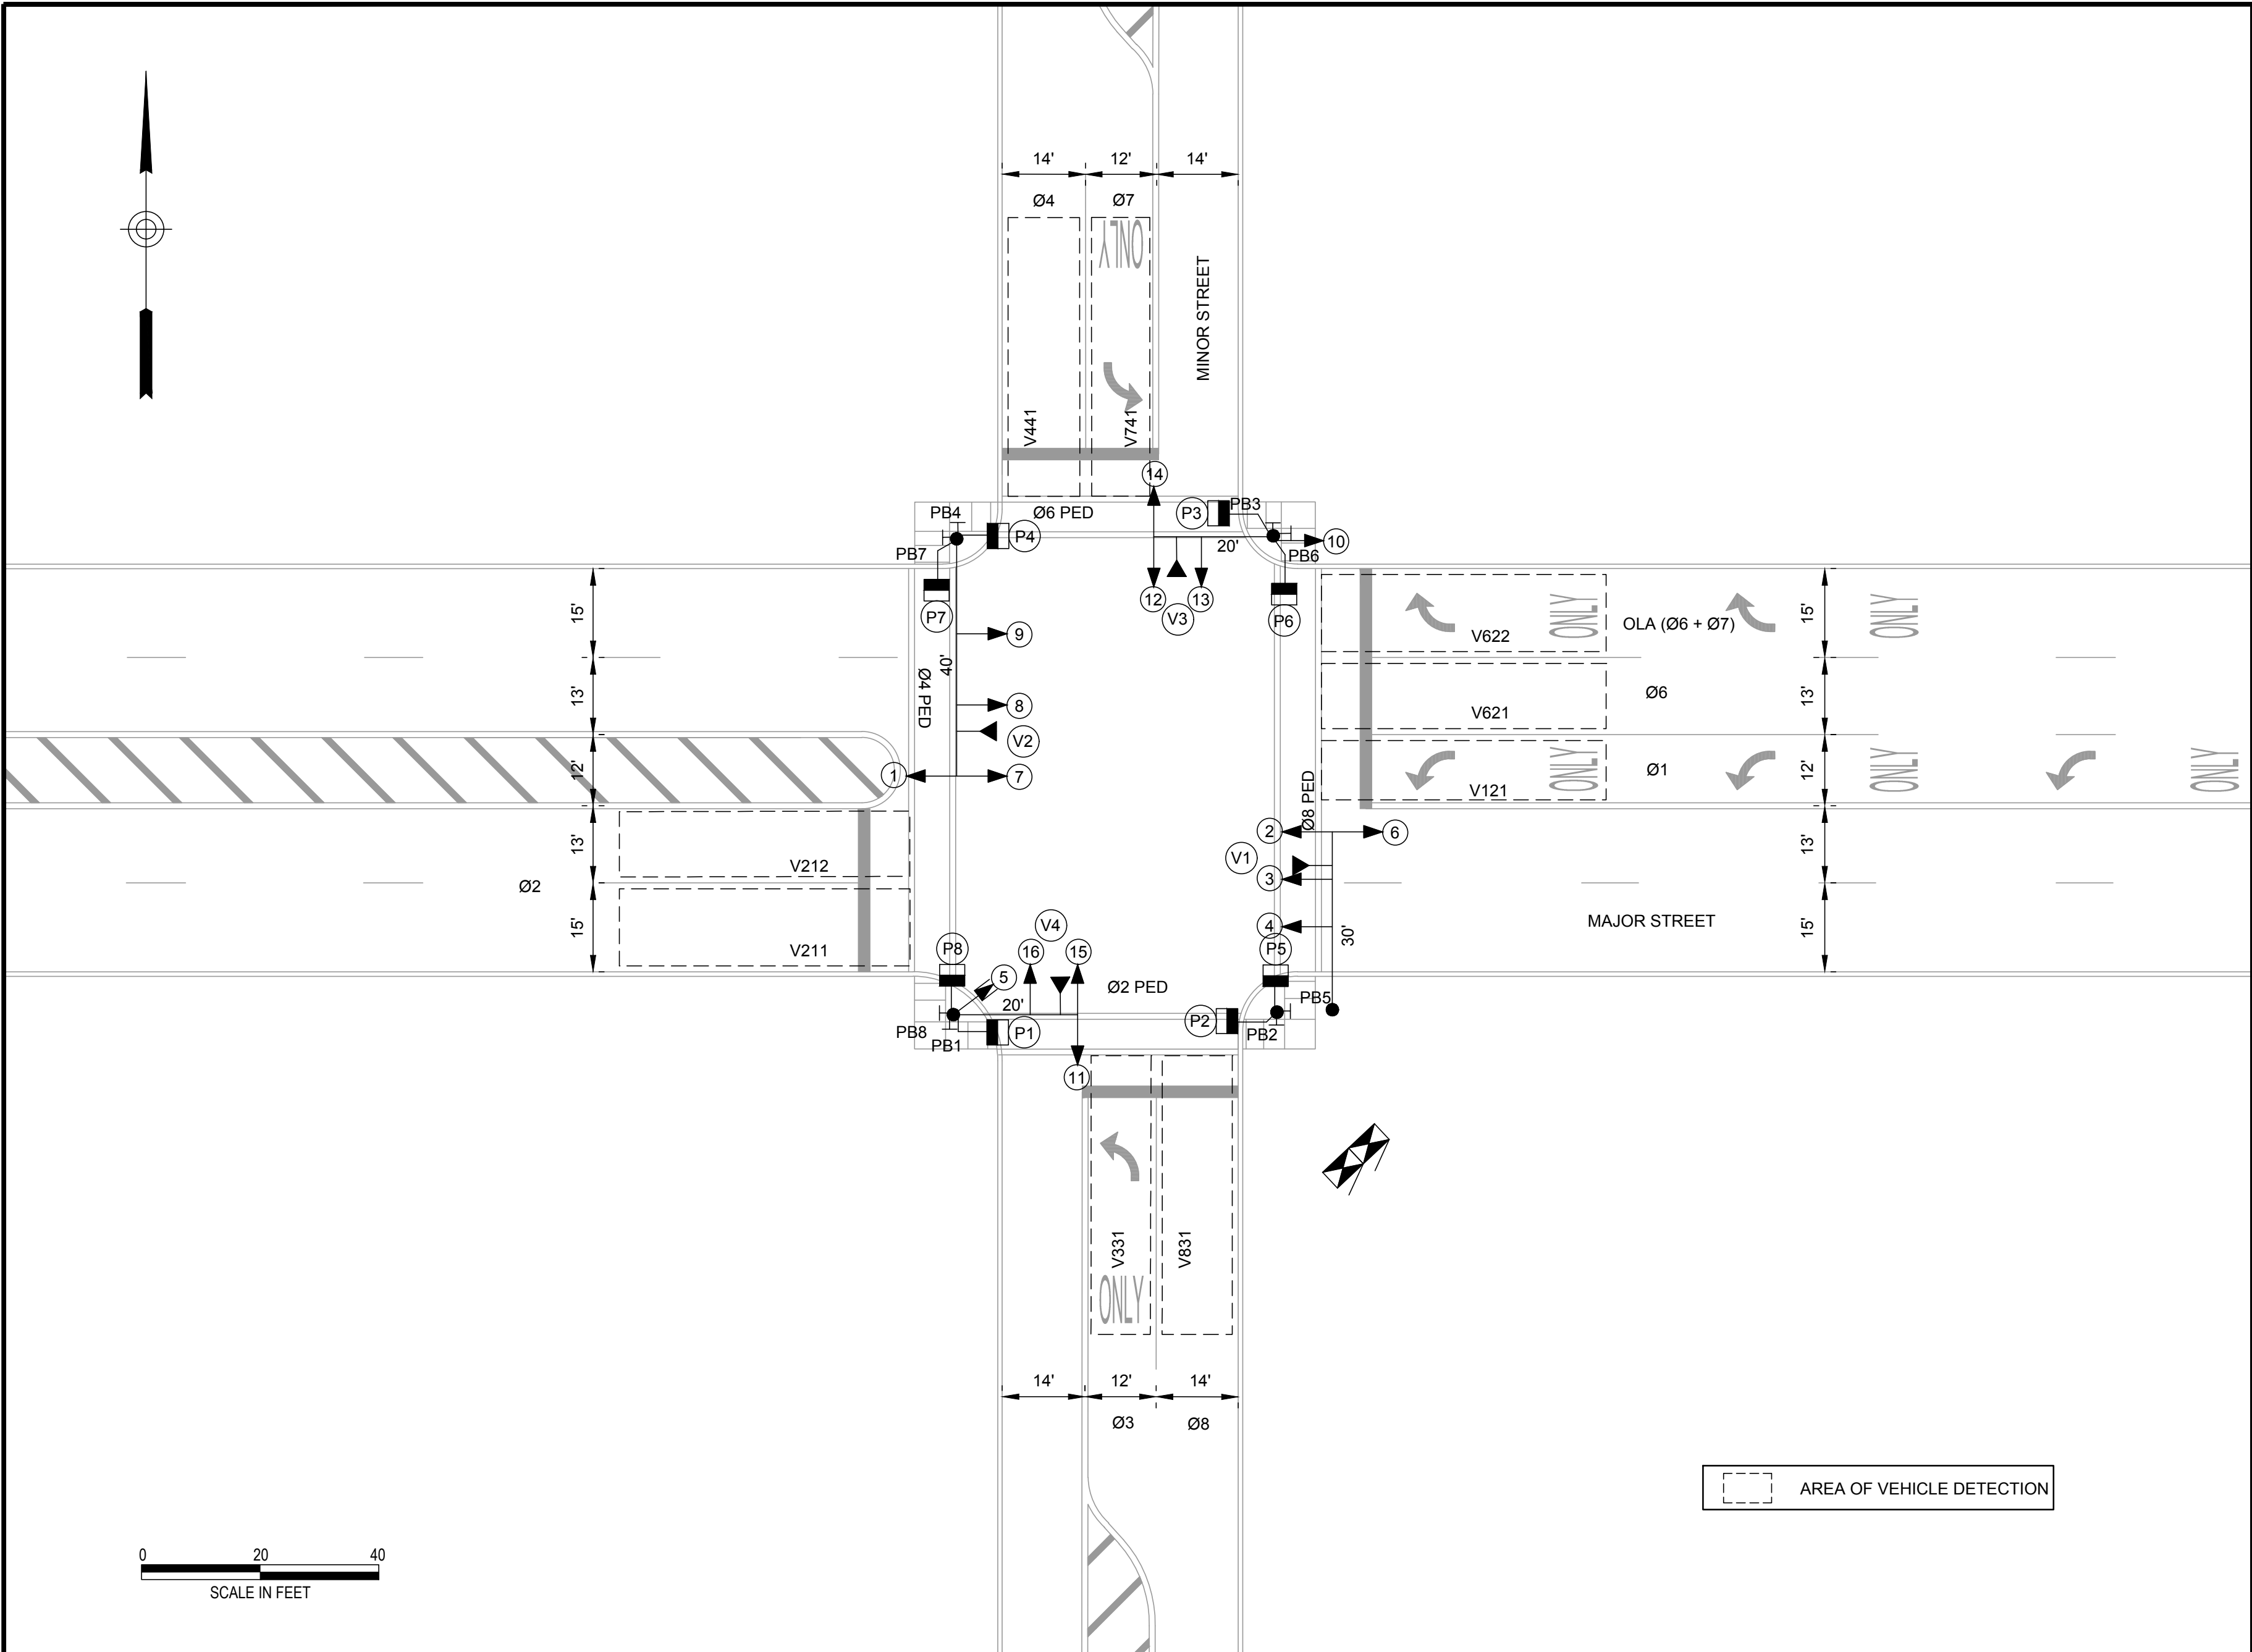 14'
12'
14'
Ø4
Ø7
ONLY
MINOR STREET
V441
V741
14
PB4
Ø6 PED
P3
PB3
P4
20'
10
PB7
PB6
P7
12
13
V3
P6
15'
9
V622
ONLY
OLA (Ø6 + Ø7)
15'
ONLY
40'
13'
Ø4 PED
8
V621
Ø6
13'
V2
12'
1
7
V121
ONLY
Ø1
ONLY
12'
ONLY
Ø8 PED
13'
2
6
13'
V212
V1
Ø2
3
15'
V211
V4
4
30'
MAJOR STREET
15'
P8
16
15
P5
5
Ø2 PED
20'
PB5
PB8
PB1
P1
P2
PB2
11
V331
V831
ONLY
14'
12'
14'
Ø3
Ø8
AREA OF VEHICLE DETECTION
0
20
40
SCALE IN FEET